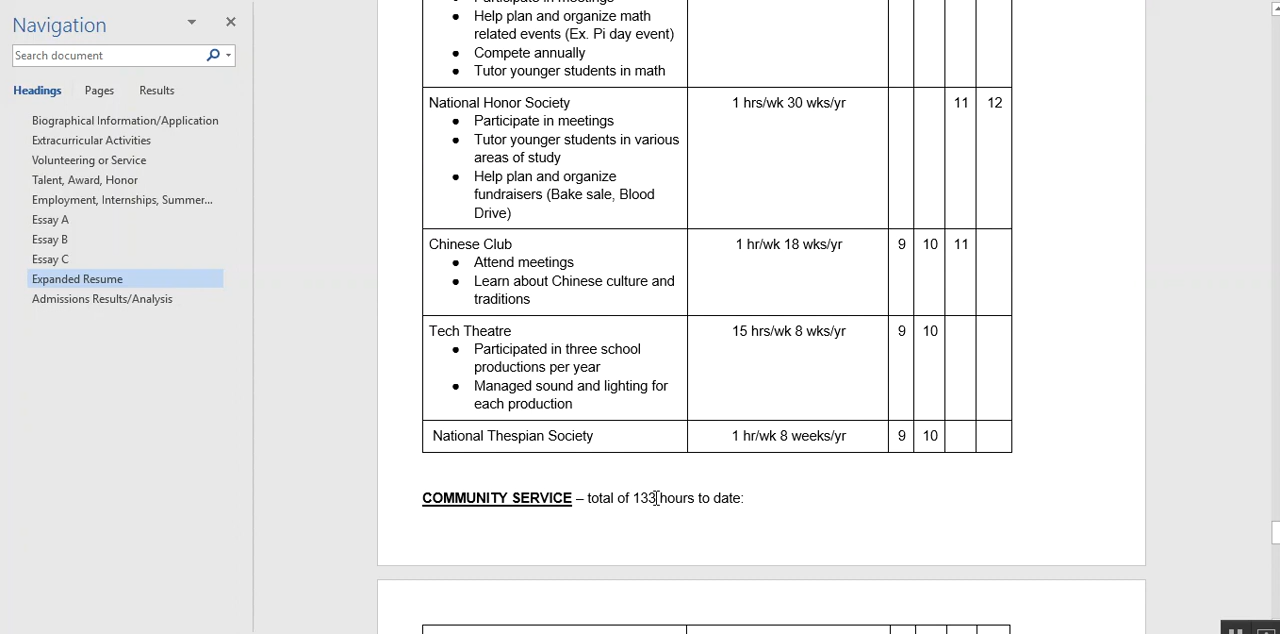 Navigation
Search document
Headings Pages Results
Biographical Information/Application
Extracurricular Activities
Volunteering or Service
Talent, Award, Honor
Employment, Internships, Summer...
Essay A
Essay B
Essay C
Expanded Resume
Admissions Results/Analysis
Participate in meetings
● Help plan and organize math
related events (Ex. Pi day event)
● Compete annually
● Tutor younger students in math
National Honor Society 1 hrs/wk 30 wks/yr 11 12
● Participate in meetings
● Tutor younger students in various
areas of study
● Help plan and organize
fundraisers (Bake sale, Blood
Drive)
Chinese Club 1 hr/wk 18 wks/yr 9 10 11
● Attend meetings
● Learn about Chinese culture and
traditions
Tech Theatre 15 hrs/wk 8 wks/yr 9 10
● Participated in three school
productions per year
● Managed sound and lighting for
each production
National Thespian Society 1 hr/wk 8 weeks/yr 9 10
COMMUNITY SERVICE – total of 133 hours to date: